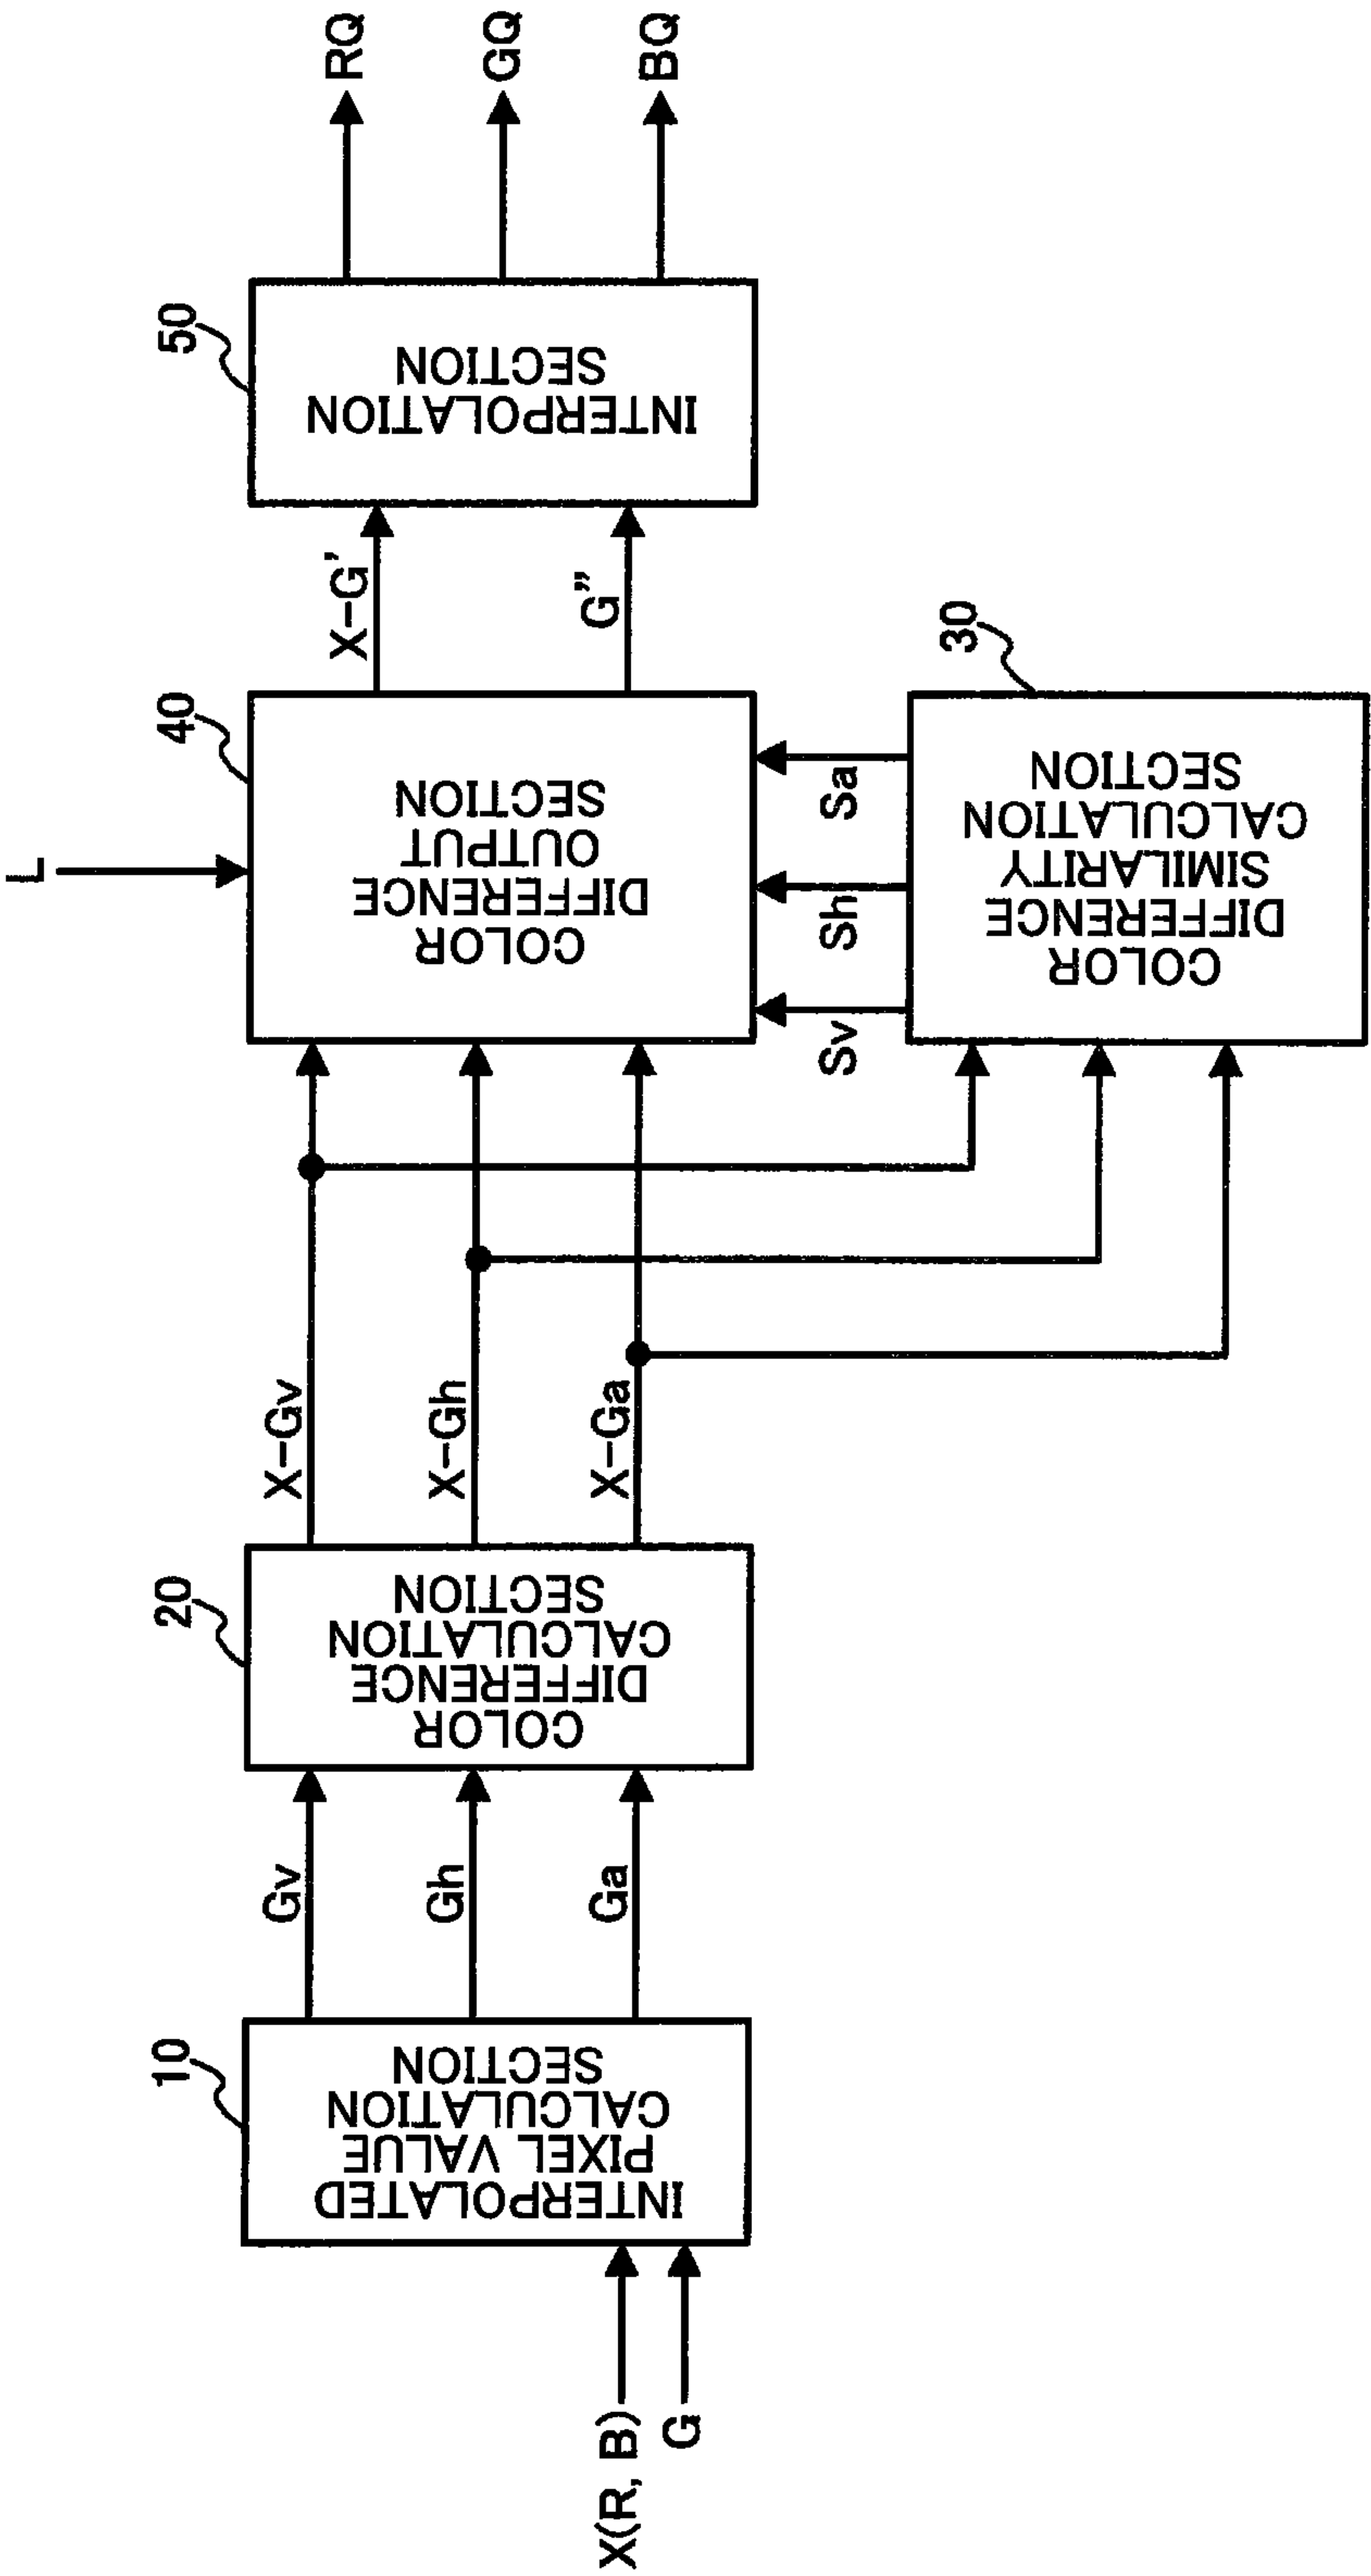 X(R, B)
G
10
INTERPOLATED
PIXEL VALUE
CALCULATION
SECTION
Gv
Gh
Ga
20
COLOR
DIFFERENCE
CALCULATION
SECTION
X-Gv
X-Gh
X-Ga
L
40
COLOR
DIFFERENCE
OUTPUT
SECTION
Sv
Sh
Sa
30
COLOR
DIFFERENCE
SIMILARITY
CALCULATION
SECTION
X-G'
G''
50
INTERPOLATION
SECTION
RQ
GQ
BQ